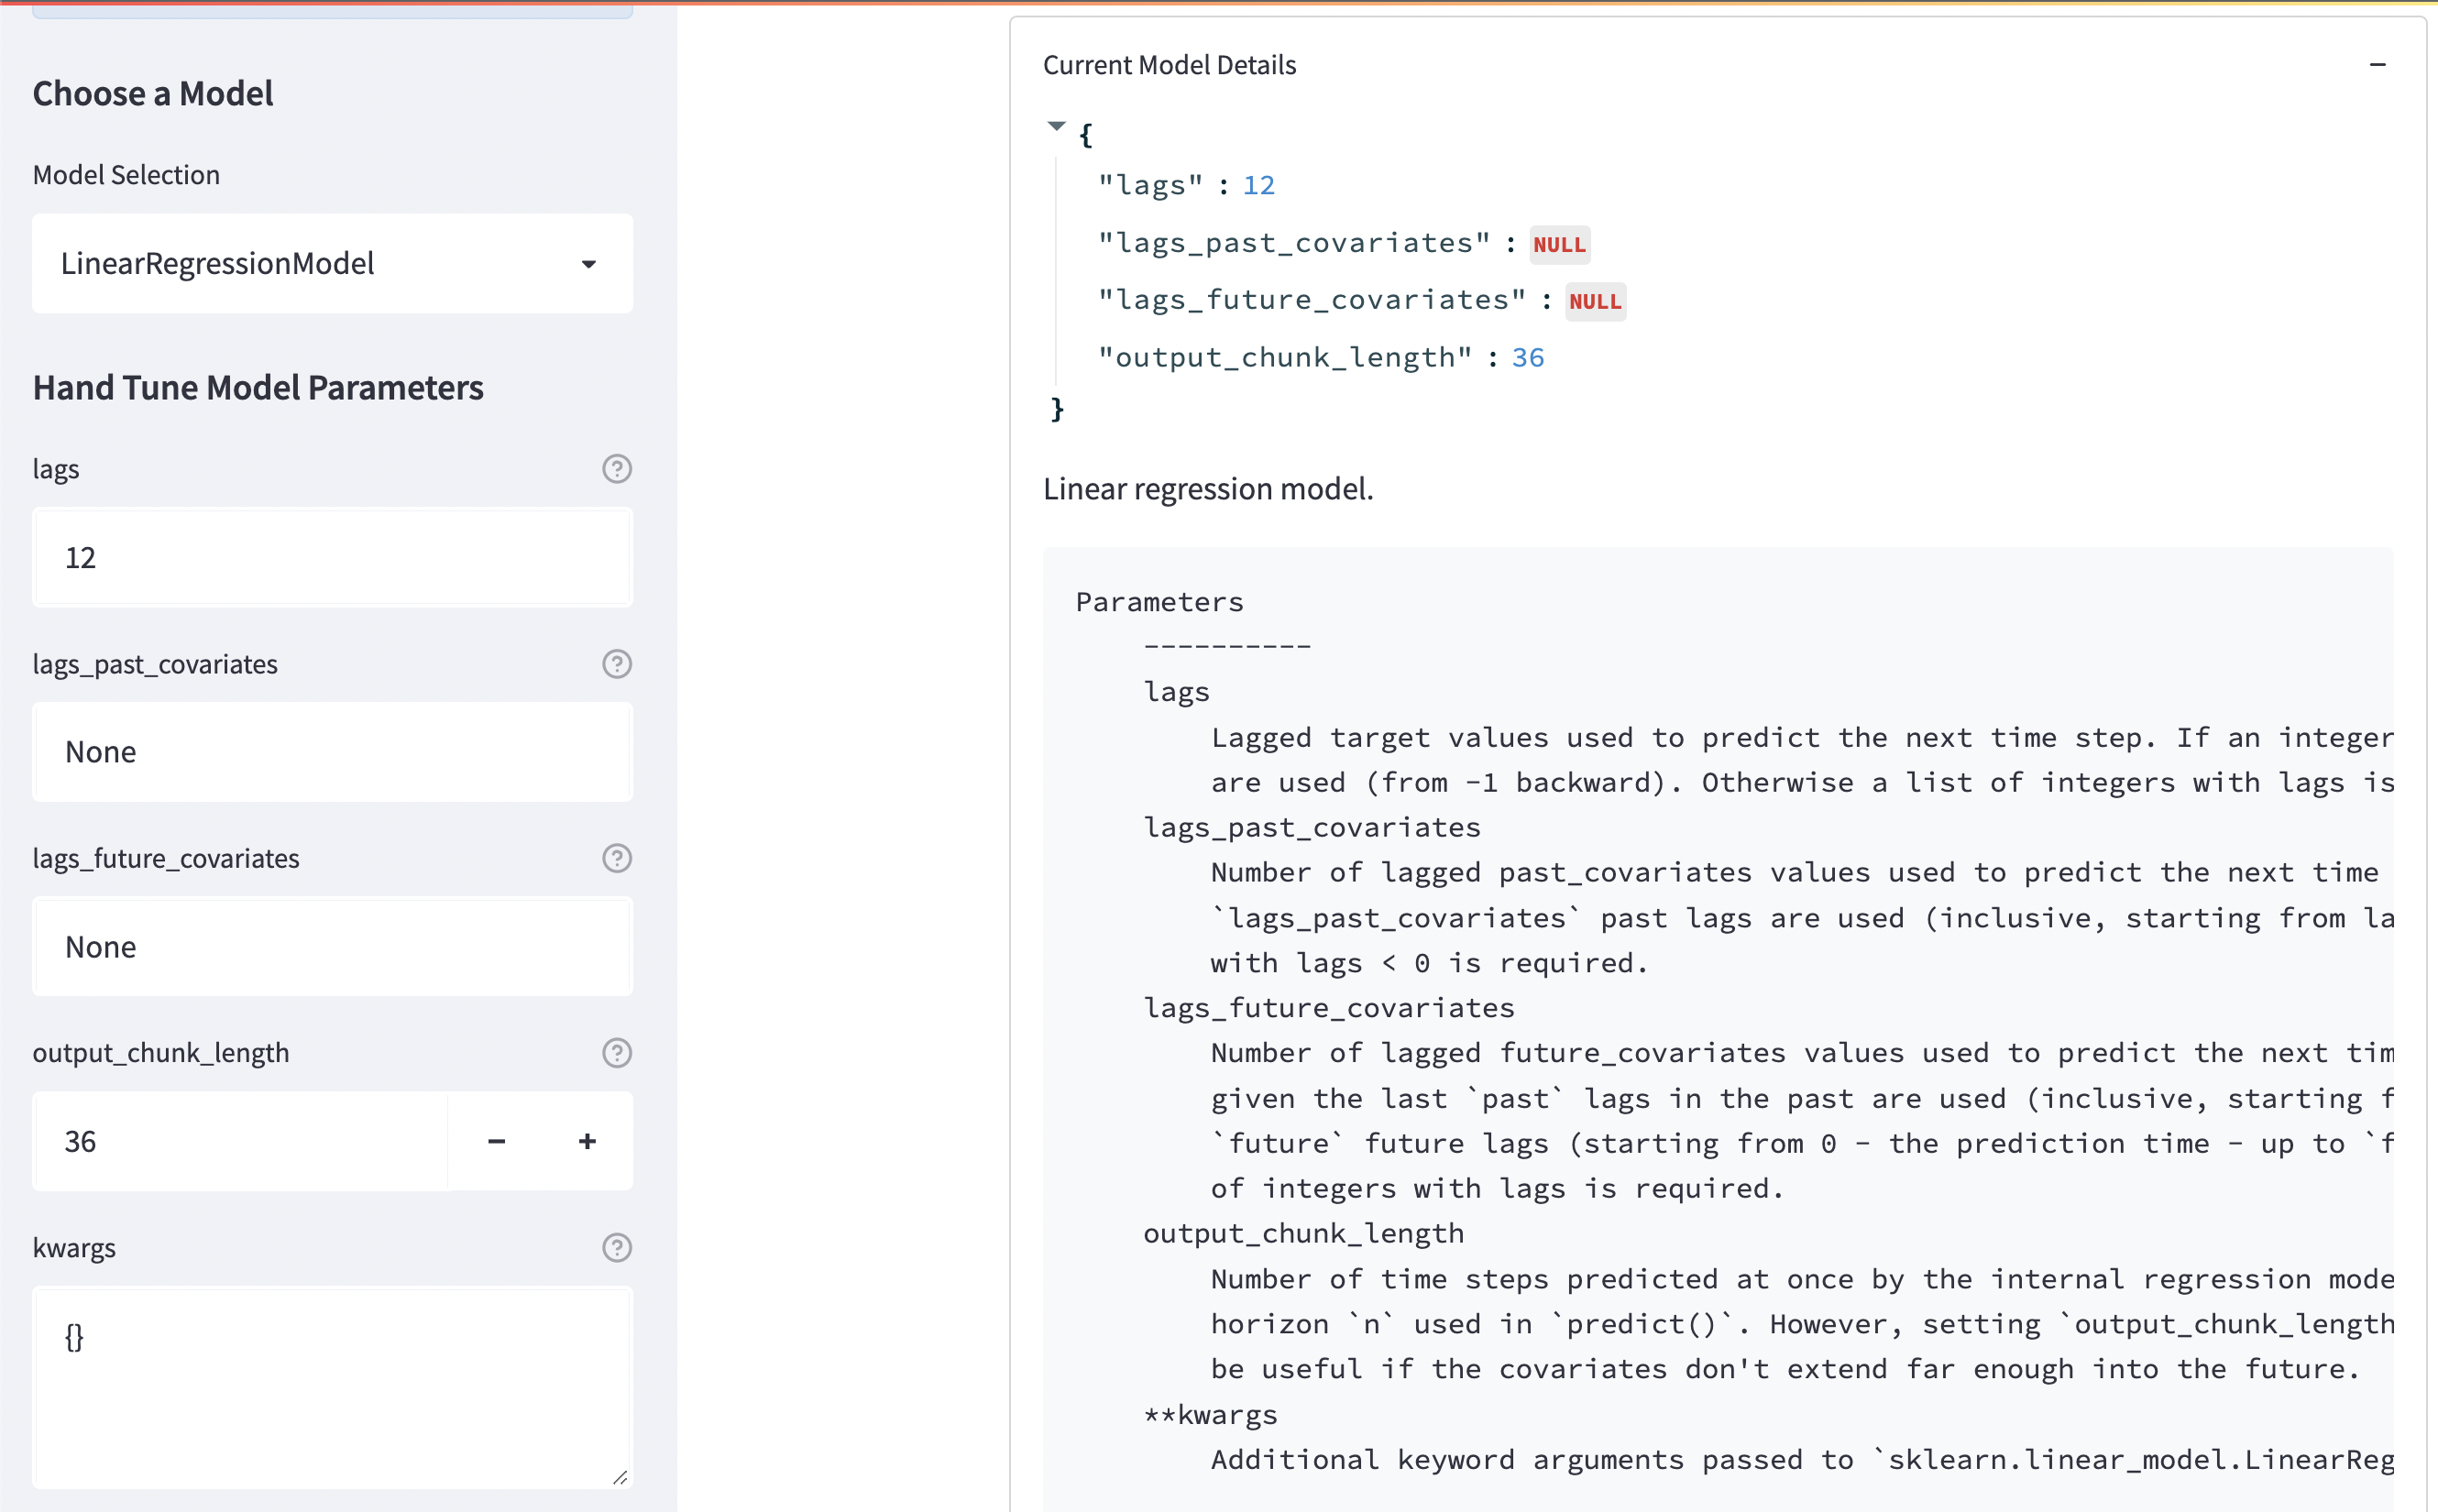 Choose a Model
Model Selection
LinearRegressionModel
Hand Tune Model Parameters
lags
12
lags_past_covariates
None
lags_future_covariates
None
output_chunk_length
36
kwargs
{}
Current Model Details
{
"lags" : 12
"lags_past_covariates" : NULL
"lags_future_covariates" : NULL
"output_chunk_length" : 36
}
Linear regression model.
Parameters
----------
lags
Lagged target values used to predict the next time step. If an integer
are used (from -1 backward). Otherwise a list of integers with lags is
lags_past_covariates
Number of lagged past_covariates values used to predict the next time
`lags_past_covariates` past lags are used (inclusive, starting from la
with lags < 0 is required.
lags_future_covariates
Number of lagged future_covariates values used to predict the next tim
given the last `past` lags in the past are used (inclusive, starting f
`future` future lags (starting from 0 - the prediction time - up to `f
of integers with lags is required.
output_chunk_length
Number of time steps predicted at once by the internal regression mode
horizon `n` used in `predict()`. However, setting `output_chunk_length
be useful if the covariates don't extend far enough into the future.
**kwargs
Additional keyword arguments passed to `sklearn.linear_model.LinearReg